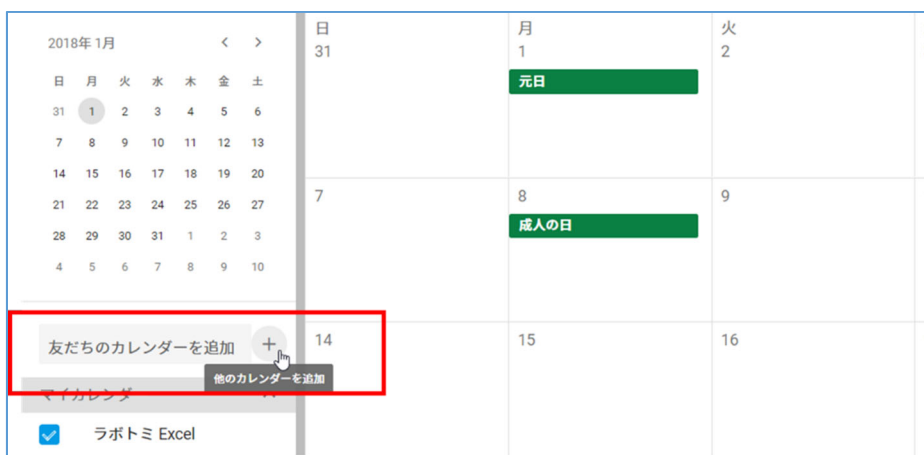 2018年 1月
日 月 火 水 木 金 土
31 1 2 3 4 5 6
7 8 9 10 11 12 13
14 15 16 17 18 19 20
21 22 23 24 25 26 27
28 29 30 31 1 2 3
4 5 6 7 8 9 10
友だちのカレンダーを追加
他のカレンダーを追加
マイカレンダ
ラボトミ Excel
日 月 火
31 1 2
元日
7 8 9
成人の日
14 15 16